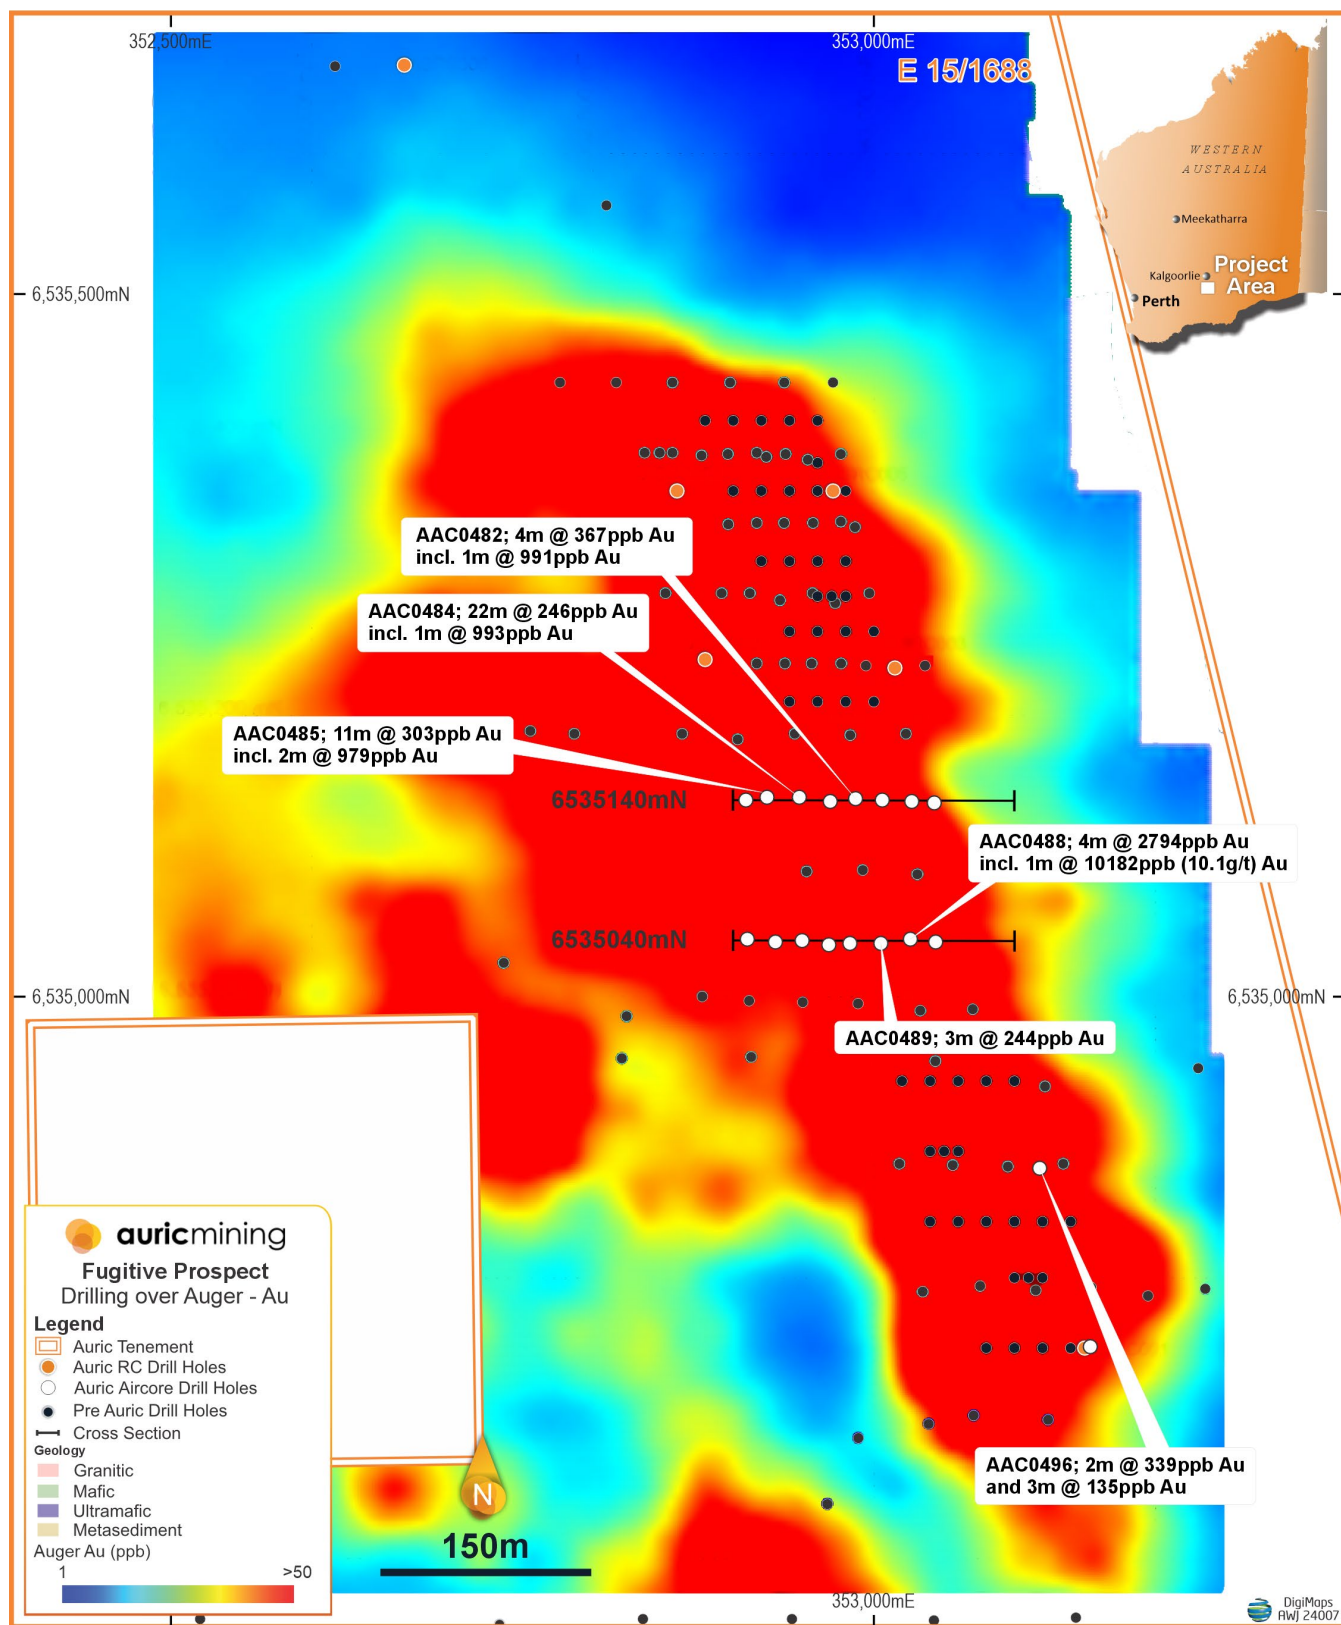 352,500mE
353,000mE
E 15/1688
WESTERN
AUSTRALIA
Meekatharra
Kalgoorlie
Project
Area
Perth
6,535,500mN
AAC0482; 4m @ 367ppb Au
incl. 1m @ 991ppb Au
AAC0484; 22m @ 246ppb Au
incl. 1m @ 993ppb Au
AAC0485; 11m @ 303ppb Au
incl. 2m @ 979ppb Au
6535140mN
AAC0488; 4m @ 2794ppb Au
incl. 1m @ 10182ppb (10.1g/t) Au
6535040mN
6,535,000mN
6,535,000mN
AAC0489; 3m @ 244ppb Au
auricmining
Fugitive Prospect
Drilling over Auger - Au
Legend
Auric Tenement
Auric RC Drill Holes
Auric Aircore Drill Holes
Pre Auric Drill Holes
Cross Section
Geology
Granitic
Mafic
Ultramafic
Metasediment
Auger Au (ppb)
1 >50
N
150m
AAC0496; 2m @ 339ppb Au
and 3m @ 135ppb Au
353,000mE
DigiMaps
AWJ 24007